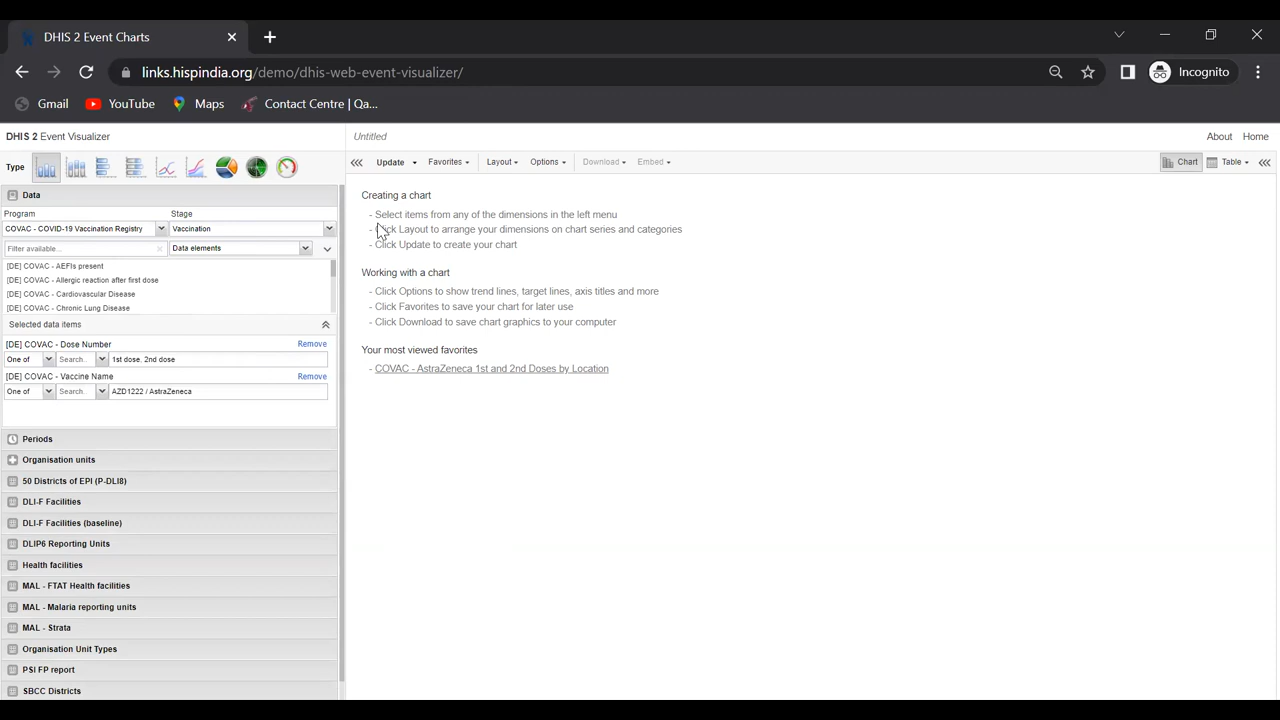 DHIS 2 Event Charts
links.hispindia.org/demo/dhis-web-event-visualizer/
Incognito
Gmail
YouTube
Maps
Contact Centre | Qa...
DHIS 2 Event Visualizer
Untitled
About
Home
Type
Update
Favorites
Layout
Options
Download
Embed
Chart
Table
Data
Program
Stage
COVAC - COVID-19 Vaccination Registry
Vaccination
Filter available...
Data elements
[DE] COVAC - AEFIs present
[DE] COVAC - Allergic reaction after first dose
[DE] COVAC - Cardiovascular Disease
[DE] COVAC - Chronic Lung Disease
Selected data items
[DE] COVAC - Dose Number
Remove
One of
Search..
1st dose. 2nd dose
[DE] COVAC - Vaccine Name
Remove
One of
Search..
AZD1222 / AstraZeneca
Periods
Organisation units
50 Districts of EPI (P-DLI8)
DLI-F Facilities
DLI-F Facilities (baseline)
DLIP6 Reporting Units
Health facilities
MAL - FTAT Health facilities
MAL - Malaria reporting units
MAL - Strata
Organisation Unit Types
PSI FP report
SBCC Districts
Creating a chart
- Select items from any of the dimensions in the left menu
- Click Layout to arrange your dimensions on chart series and categories
- Click Update to create your chart
Working with a chart
- Click Options to show trend lines, target lines, axis titles and more
- Click Favorites to save your chart for later use
- Click Download to save chart graphics to your computer
Your most viewed favorites
- COVAC - AstraZeneca 1st and 2nd Doses by Location